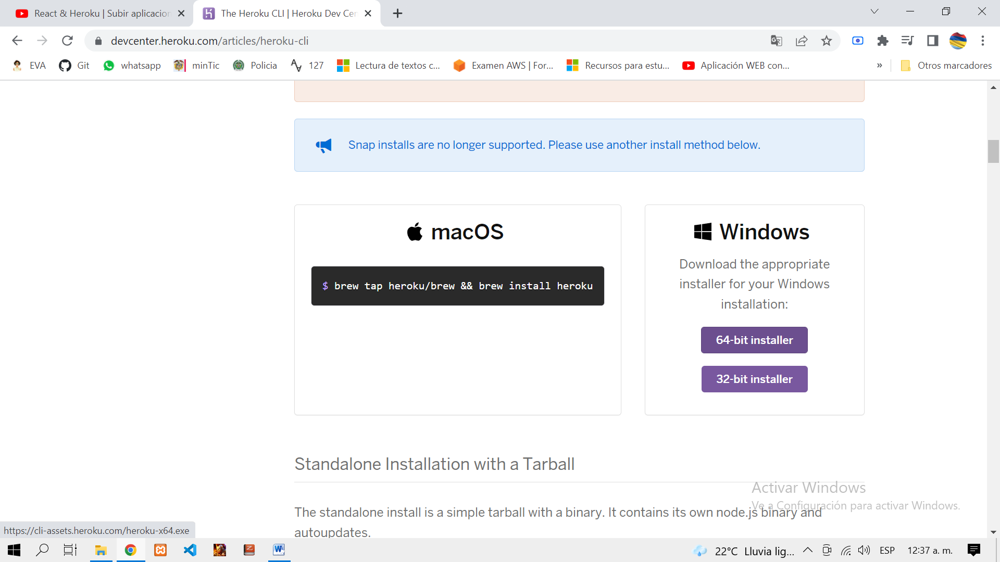 React & Heroku | Subir aplicacion
The Heroku CLI | Heroku Dev Cen
devcenter.heroku.com/articles/heroku-cli
EVA
Git
whatsapp
minTic
Policia
127
Lectura de textos c...
Examen AWS | For...
Recursos para estu...
Aplicación WEB con...
»
Otros marcadores
Snap installs are no longer supported. Please use another install method below.
macOS
$ brew tap heroku/brew && brew install heroku
Windows
Download the appropriate
installer for your Windows
installation:
64-bit installer
32-bit installer
Standalone Installation with a Tarball
The standalone install is a simple tarball with a binary. It contains its own node.js binary and
autoupdates.
Activar Windows
Ve a Configuración para activar Windows.
https://cli-assets.heroku.com/heroku-x64.exe
22°C Lluvia lig...
ESP
12:37 a. m.